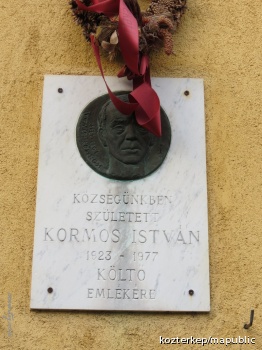 KÖZSÉGÜNKBEN
SZÜLETETT
KORMOS ISTVÁN
1923 - 1977
KÖLTŐ
EMLÉKÉRE
kozterkep/mapublic